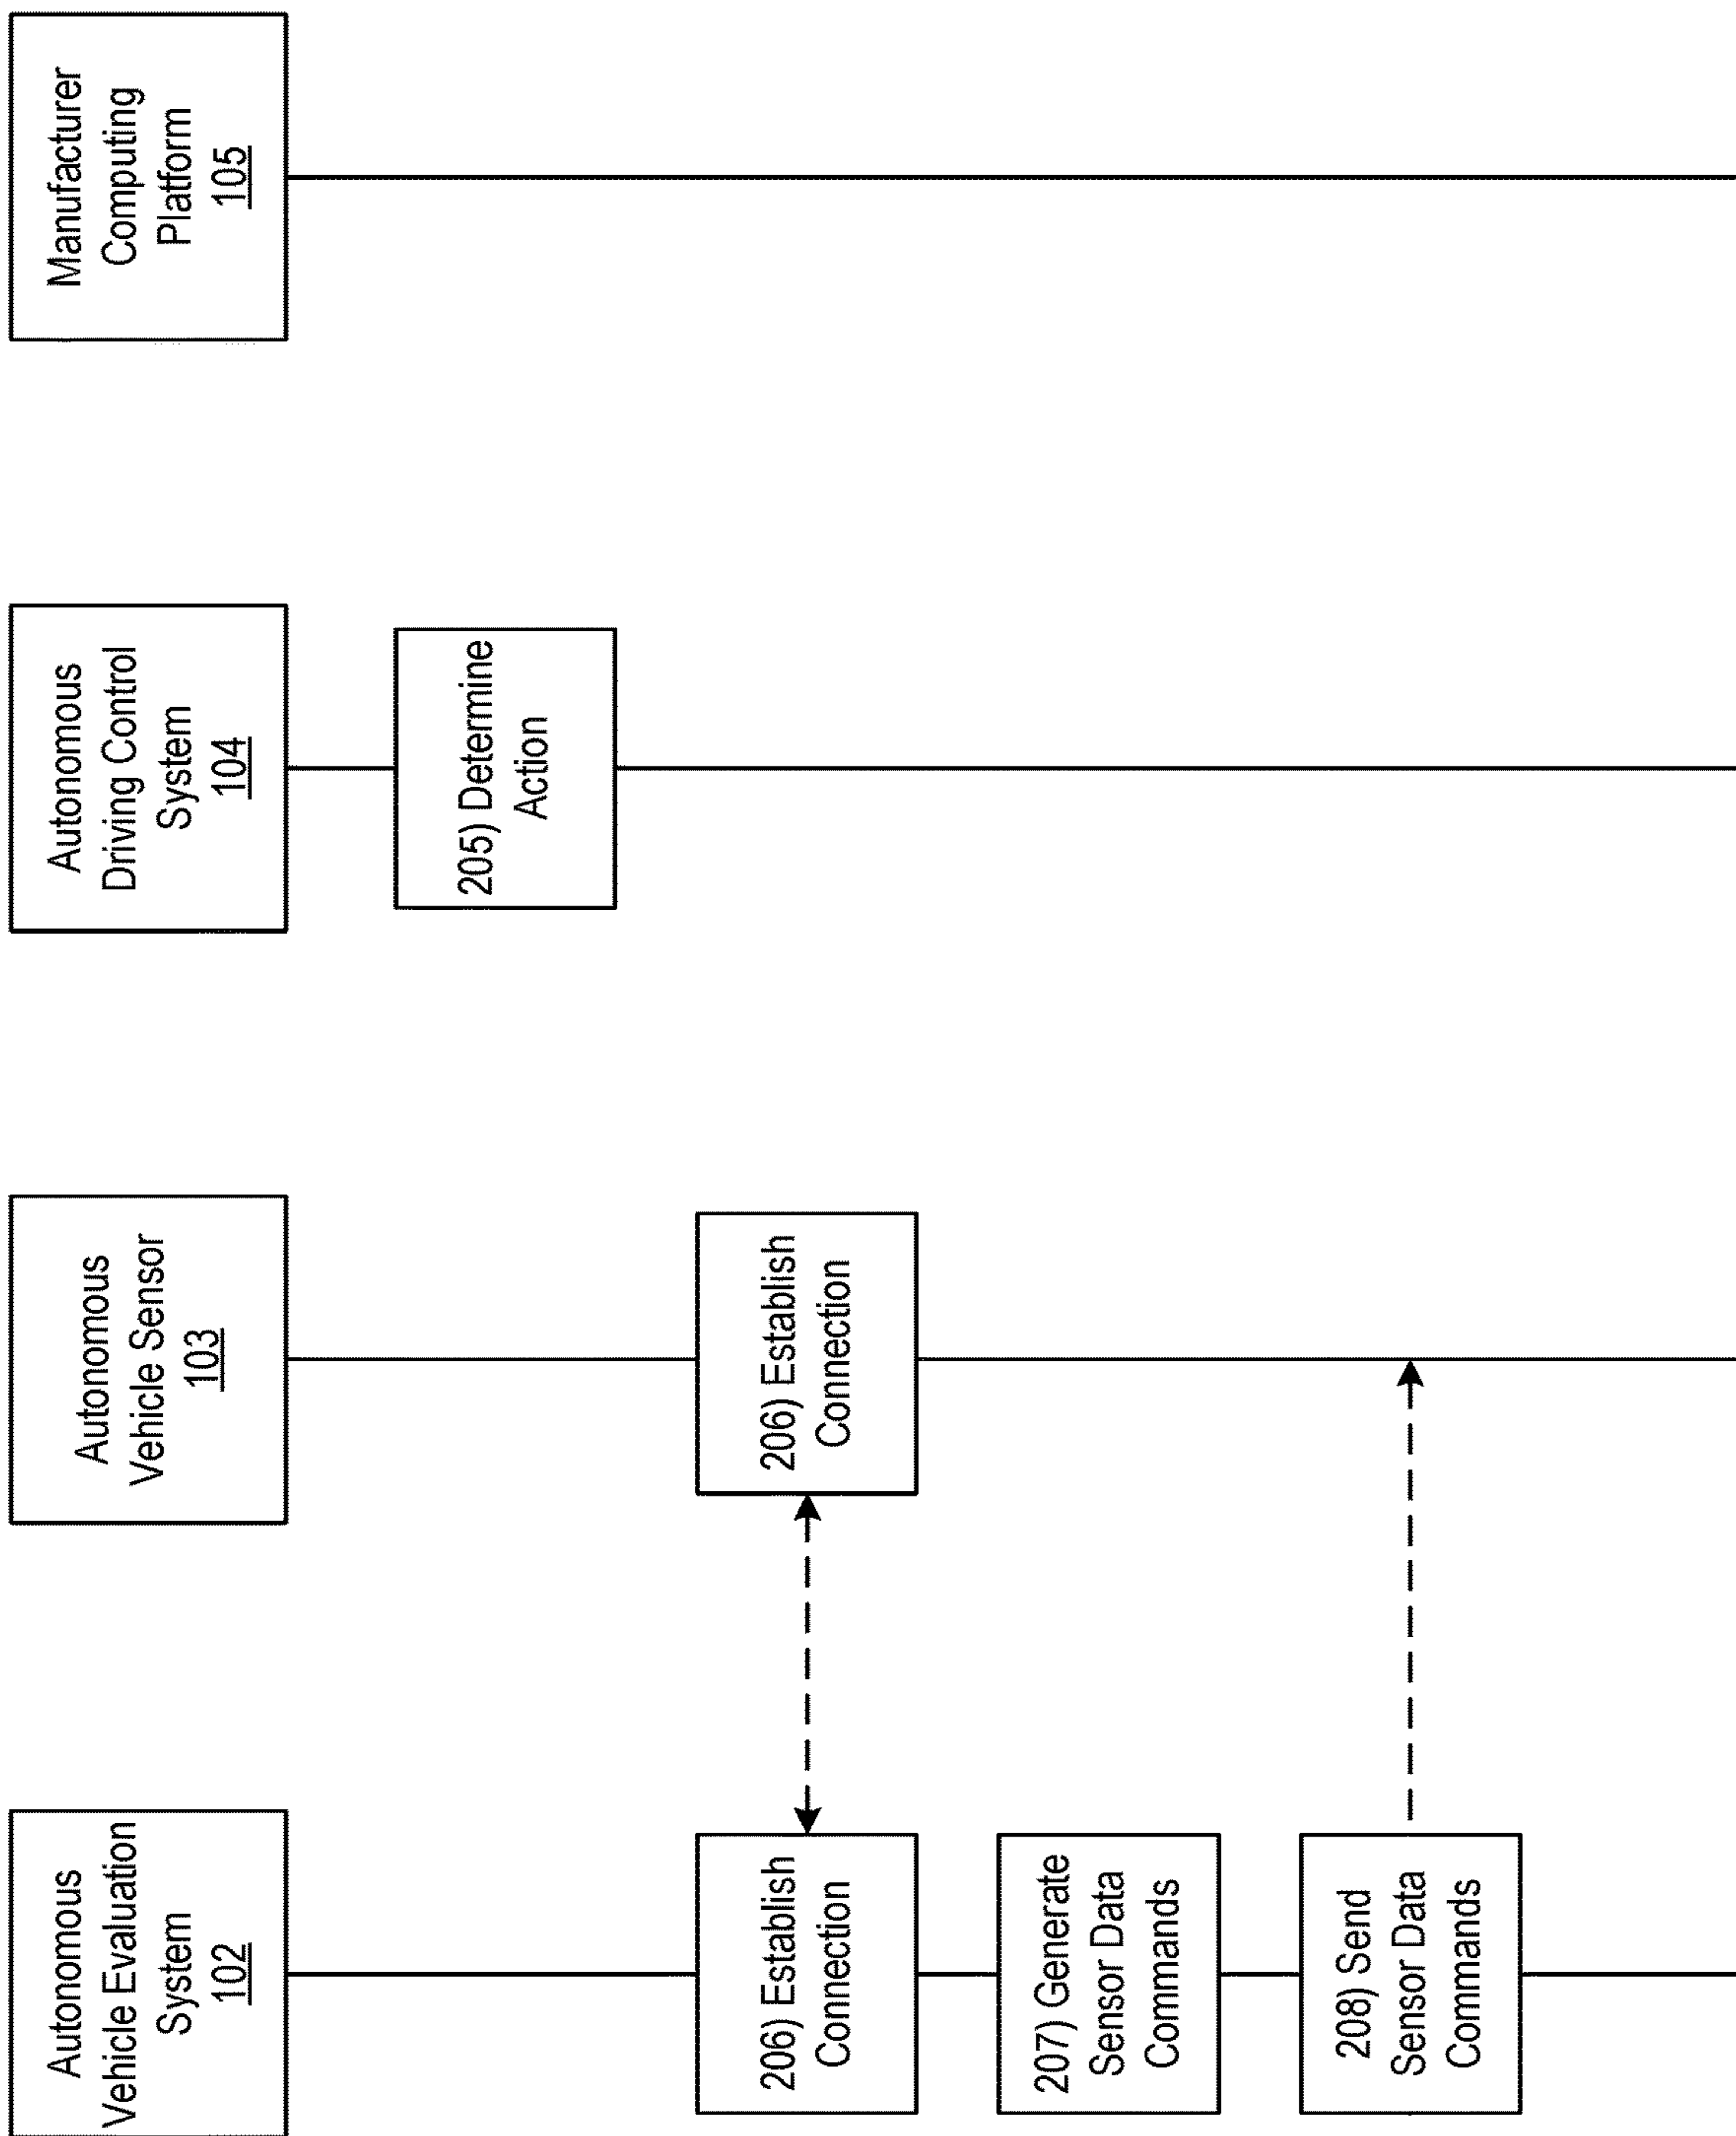 Autonomous
Vehicle Evaluation
System
102
Autonomous
Vehicle Sensor
103
Autonomous
Driving Control
System
104
Manufacturer
Computing
Platform
105
205) Determine
Action
206) Establish
Connection
206) Establish
Connection
207) Generate
Sensor Data
Commands
208) Send
Sensor Data
Commands